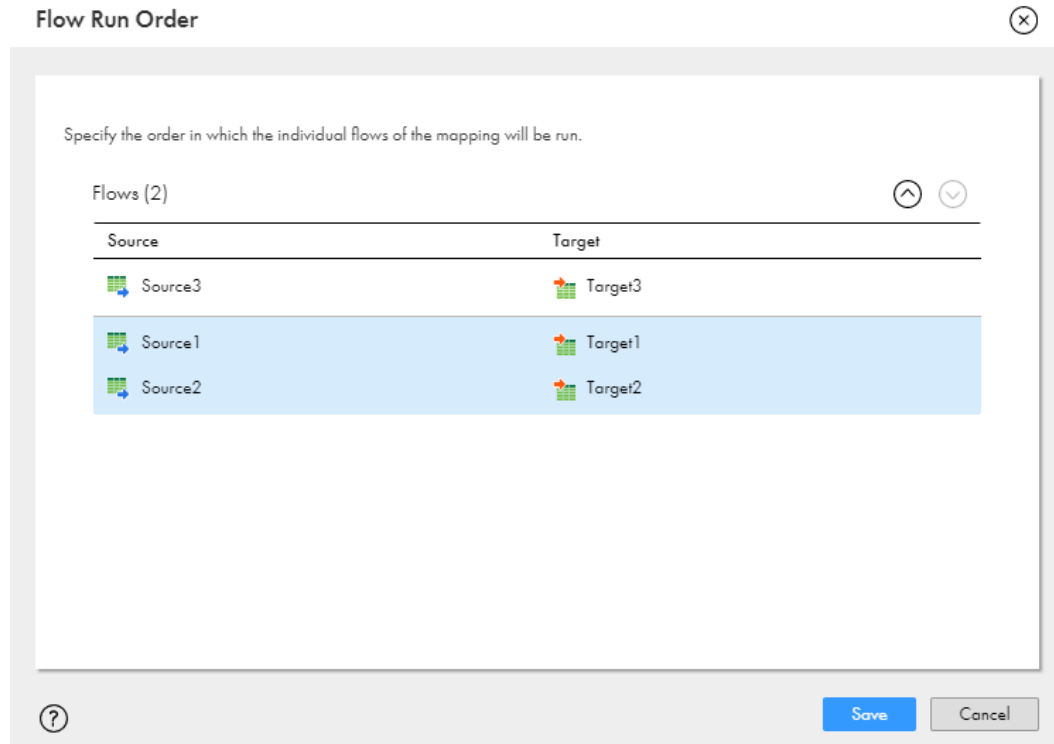 Flow Run Order
Specify the order in which the individual flows of the mapping will be run.
Flows (2)
Source Target
Source3 Target3
Source1 Target1
Source2 Target2
?
Save Cancel